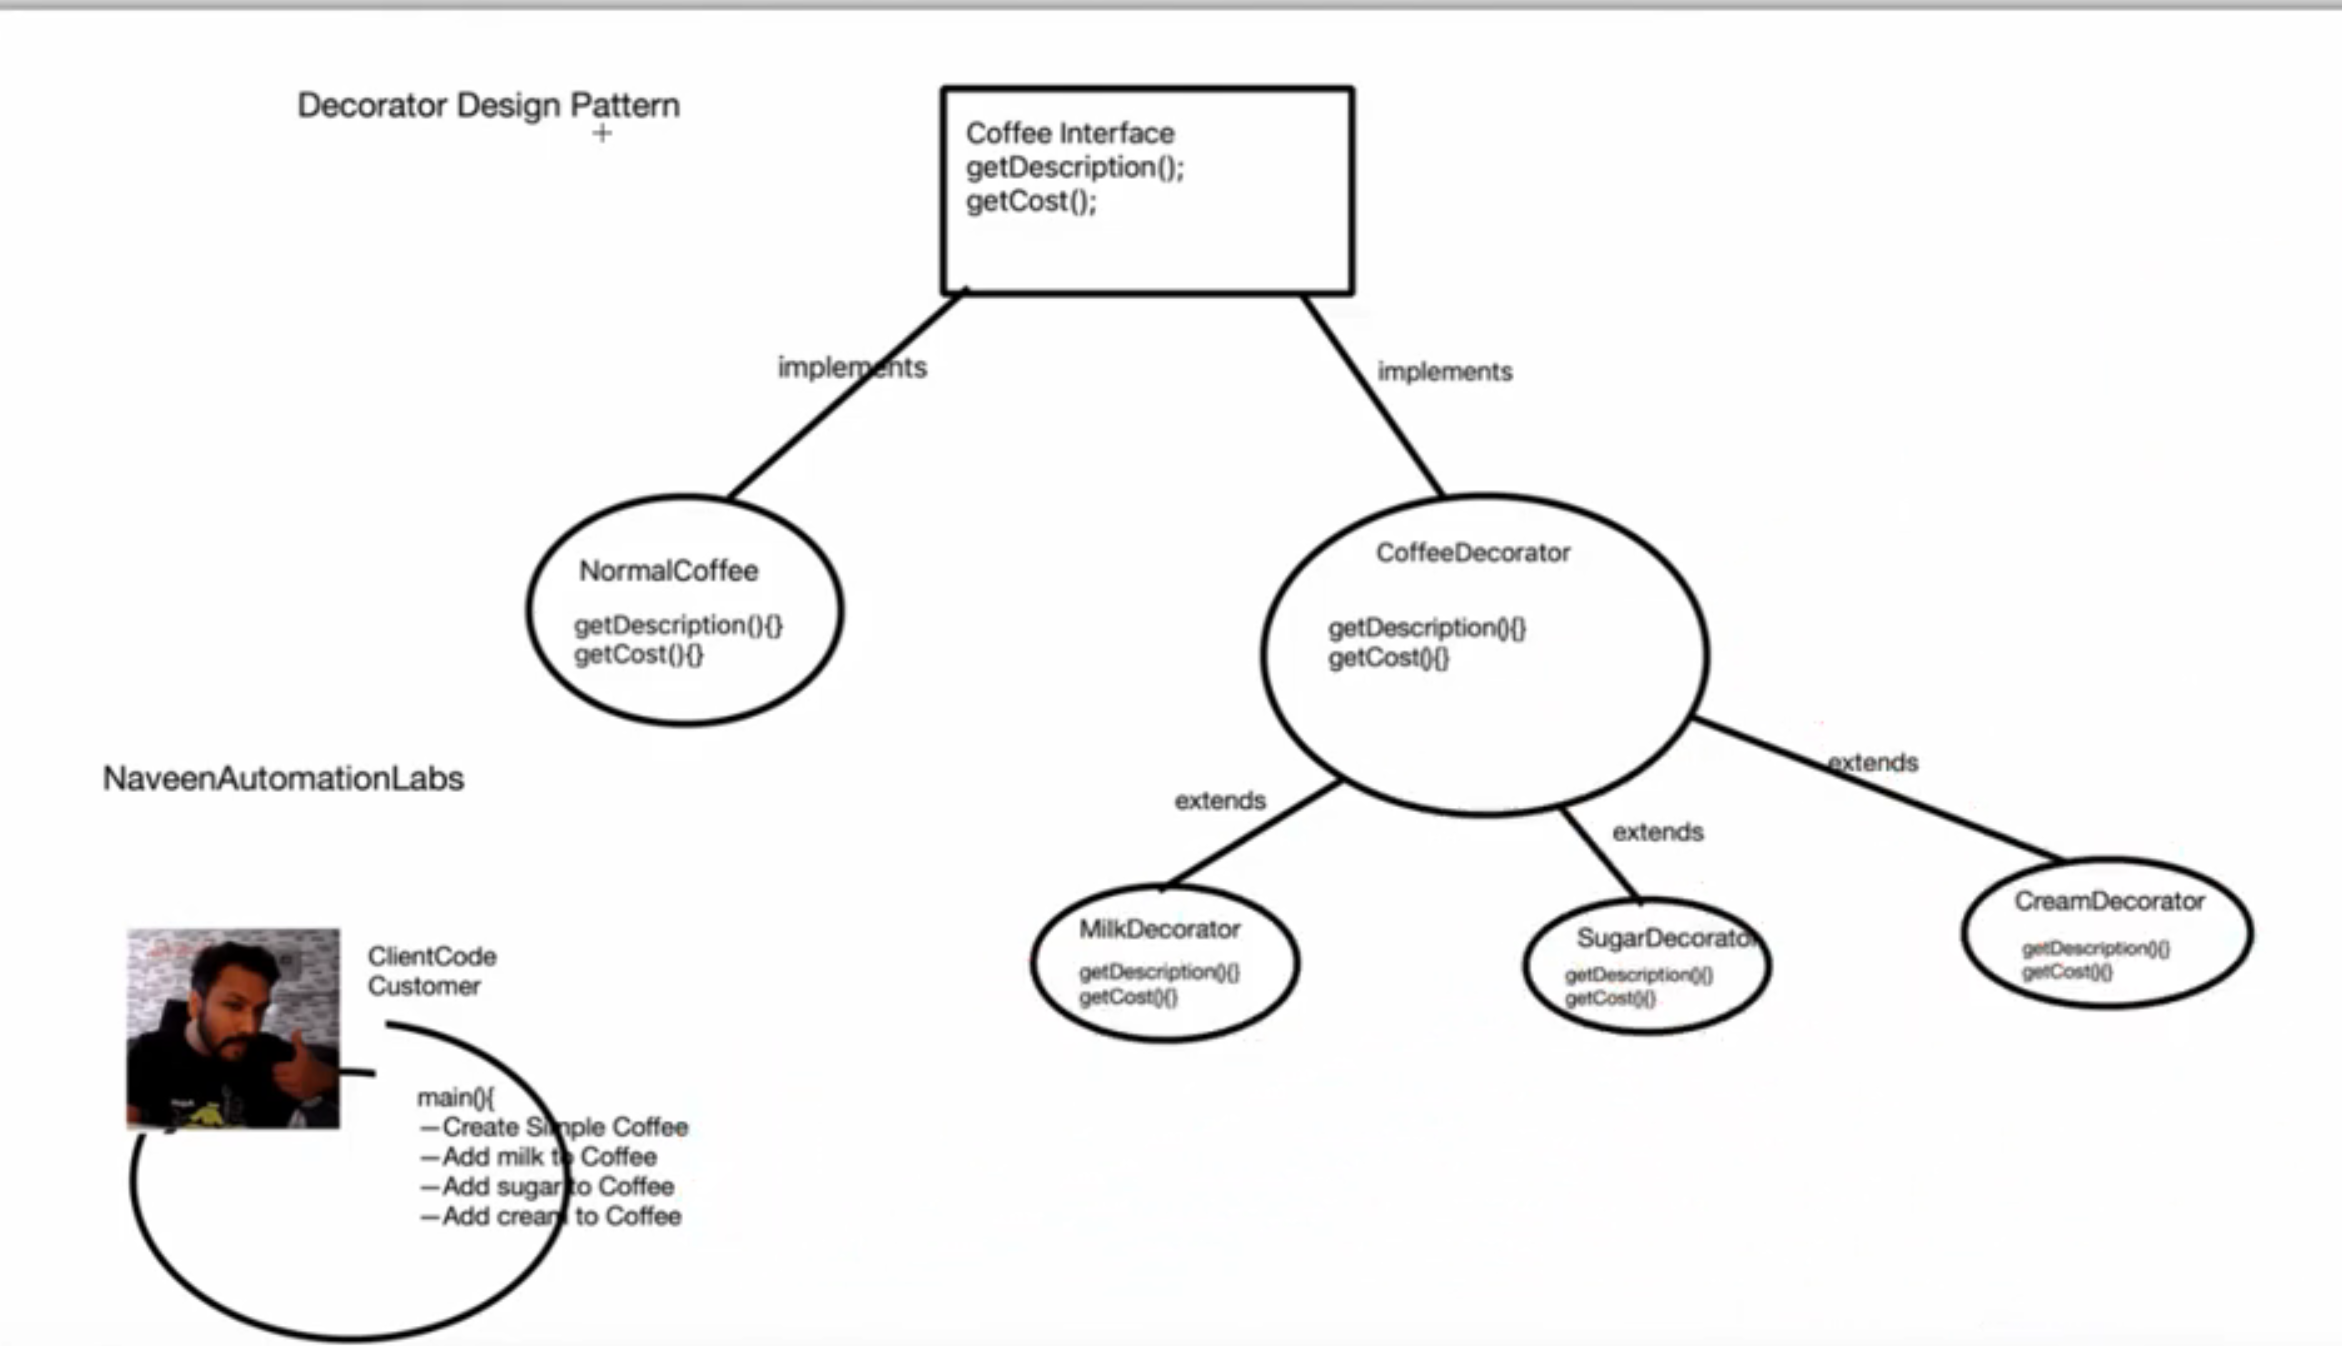 Decorator Design Pattern
Coffee Interface
getDescription();
getCost();
implements
implements
NormalCoffee
getDescription(){}
getCost(){}
CoffeeDecorator
getDescription(){}
getCost(){}
NaveenAutomationLabs
extends
extends
extends
MilkDecorator
getDescription(){}
getCost(){}
SugarDecorator
getDescription(){}
getCost(){}
CreamDecorator
getDescription(){}
getCost(){}
ClientCode
Customer
main(){
—Create Simple Coffee
—Add milk to Coffee
—Add sugar to Coffee
—Add cream to Coffee